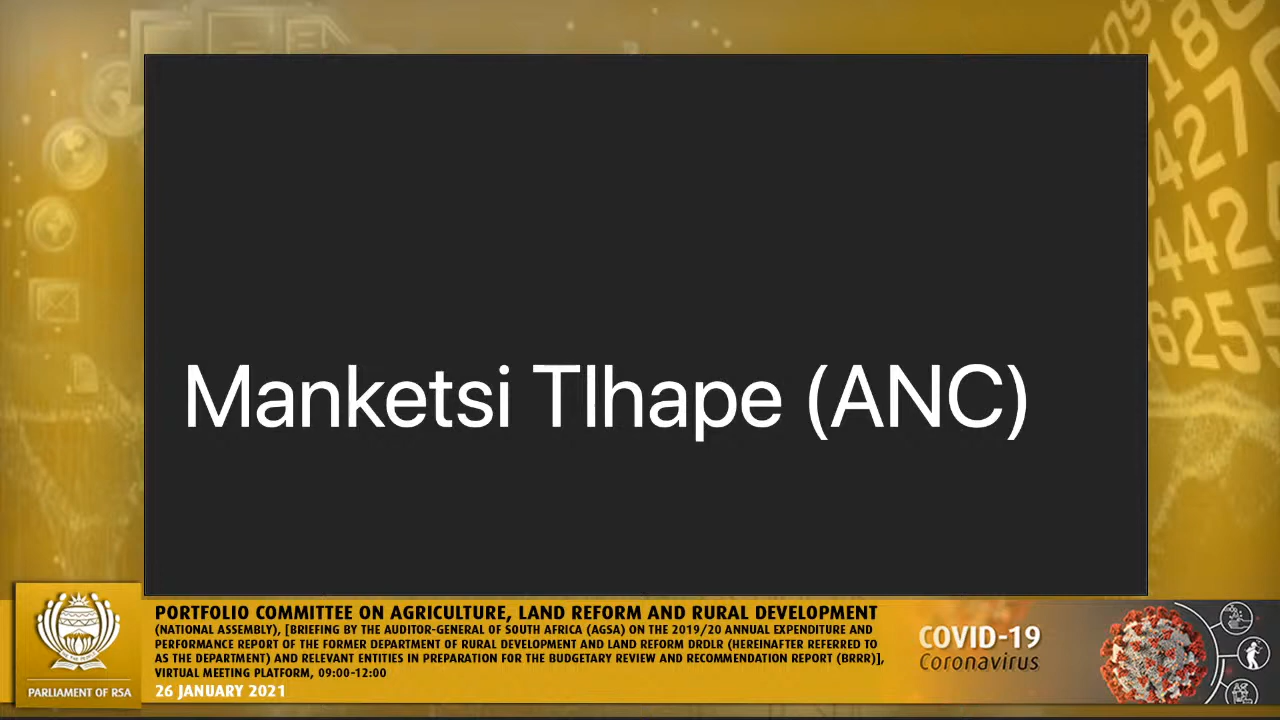 Manketsi Tlhape (ANC)
PORTFOLIO COMMITTEE ON AGRICULTURE, LAND REFORM AND RURAL DEVELOPMENT
(NATIONAL ASSEMBLY), [BRIEFING BY THE AUDITOR-GENERAL OF SOUTH AFRICA (AGSA) ON THE 2019/20 ANNUAL EXPENDITURE AND
PERFORMANCE REPORT OF THE FORMER DEPARTMENT OF RURAL DEVELOPMENT AND LAND REFORM DRDLR (HEREINAFTER REFERRED TO
AS THE DEPARTMENT) AND RELEVANT ENTITIES IN PREPARATION FOR THE BUDGETARY REVIEW AND RECOMMENDATION REPORT (BRRR)],
VIRTUAL MEETING PLATFORM, 09:00-12:00
26 JANUARY 2021
PARLIAMENT OF RSA
COVID-19
Coronavirus
427
442
6255